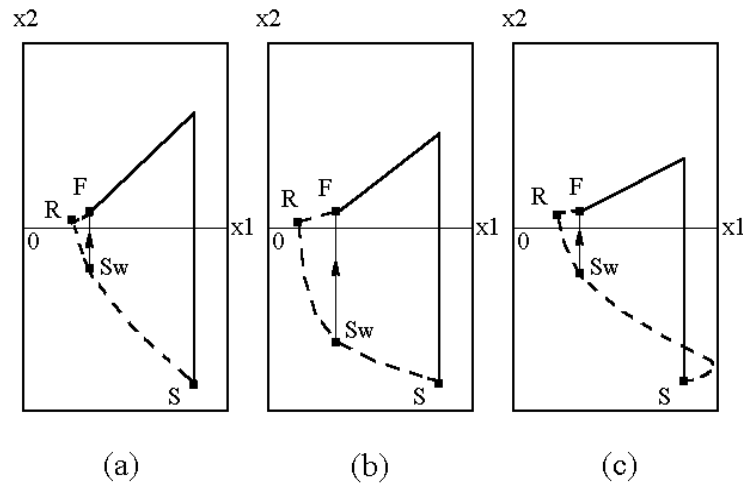 x2 x2 x2
F F F
R R R
x1 x1 x1
0 0 0
Sw Sw Sw
S S S
(a) (b) (c)